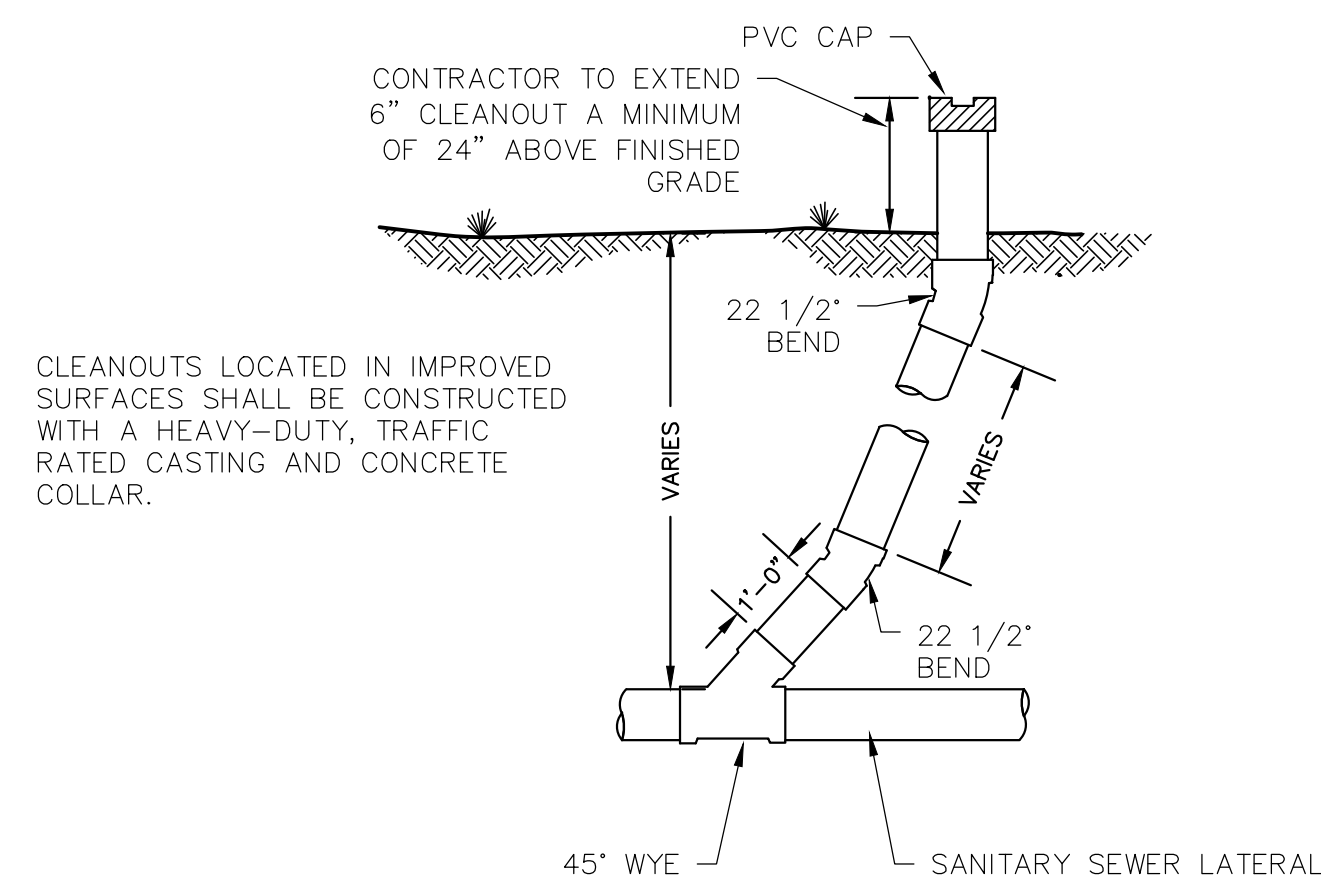 PVC CAP
CONTRACTOR TO EXTEND
6” CLEANOUT A MINIMUM
OF 24” ABOVE FINISHED
GRADE
22 1/2°
BEND
CLEANOUTS LOCATED IN IMPROVED
SURFACES SHALL BE CONSTRUCTED
WITH A HEAVY–DUTY, TRAFFIC
RATED CASTING AND CONCRETE
COLLAR.
VARIES
VARIES
1'–0"
22 1/2°
BEND
45° WYE
SANITARY SEWER LATERAL